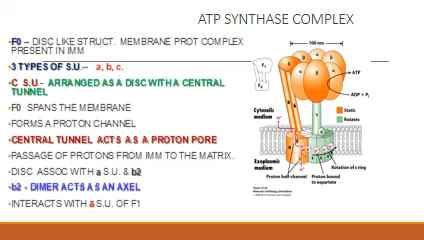 ATP SYNTHASE COMPLEX
•F0 – DISC LIKE STRUCT. MEMBRANE PROT COMPLEX
PRESENT IN IMM
•3 TYPES OF S.U.– a, b, c.
•C S.U- ARRANGED AS A DISC WITH A CENTRAL
TUNNEL
•F0 SPANS THE MEMBRANE
•FORMS A PROTON CHANNEL
•CENTRAL TUNNEL ACTS AS A PROTON PORE
•PASSAGE OF PROTONS FROM IMM TO THE MATRIX.
•DISC ASSOC WITH a S.U. & b2
•b2 - DIMER ACTS AS AN AXEL
•INTERACTS WITH δ S.U. OF F1
100 nm
F1
F0
ATP
ADP + Pi
Cytosolic
medium
Static
Rotates
Exoplasmic
medium
Rotation of c ring
Proton half-channel
Proton bound
to aspartate